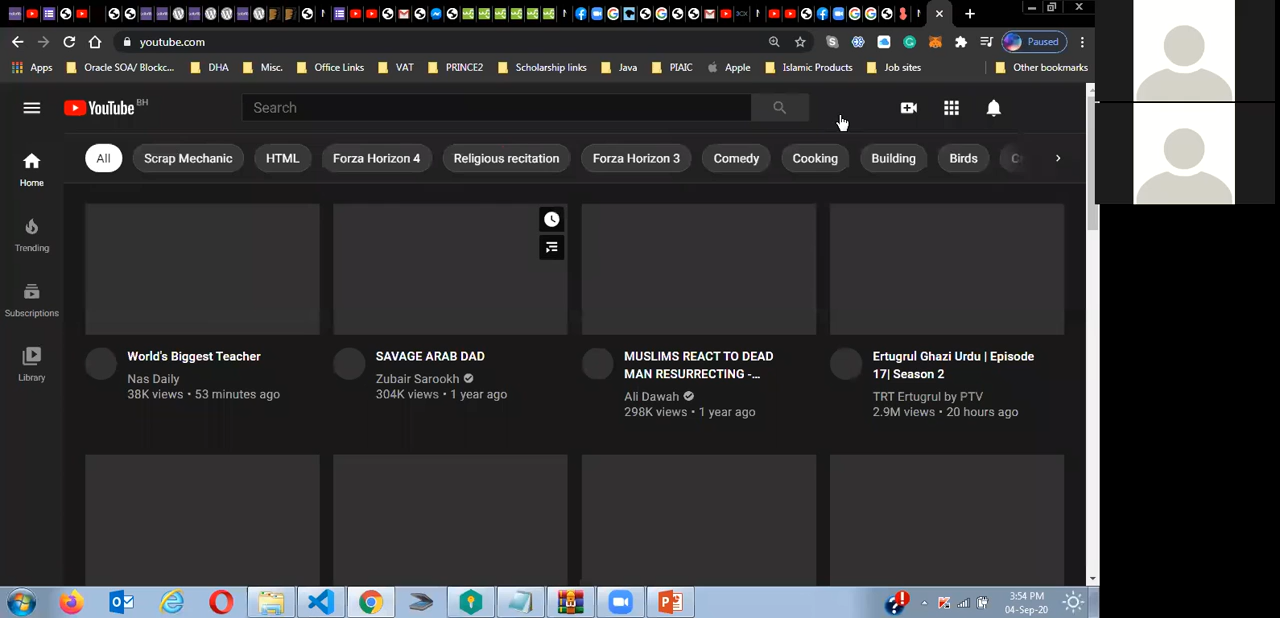 youtube.com
Paused
Apps
Oracle SOA/ Blockc...
DHA
Misc.
Office Links
VAT
PRINCE2
Scholarship links
Java
PIAIC
Apple
Islamic Products
Job sites
Other bookmarks
YouTube BH
Search
All
Scrap Mechanic
HTML
Forza Horizon 4
Religious recitation
Forza Horizon 3
Comedy
Cooking
Building
Birds
Home
Trending
Subscriptions
Library
World's Biggest Teacher
Nas Daily
38K views • 53 minutes ago
SAVAGE ARAB DAD
Zubair Sarookh
304K views • 1 year ago
MUSLIMS REACT TO DEAD
MAN RESURRECTING -...
Ali Dawah
298K views • 1 year ago
Ertugrul Ghazi Urdu | Episode
17| Season 2
TRT Ertugrul by PTV
2.9M views • 20 hours ago
3:54 PM
04-Sep-20